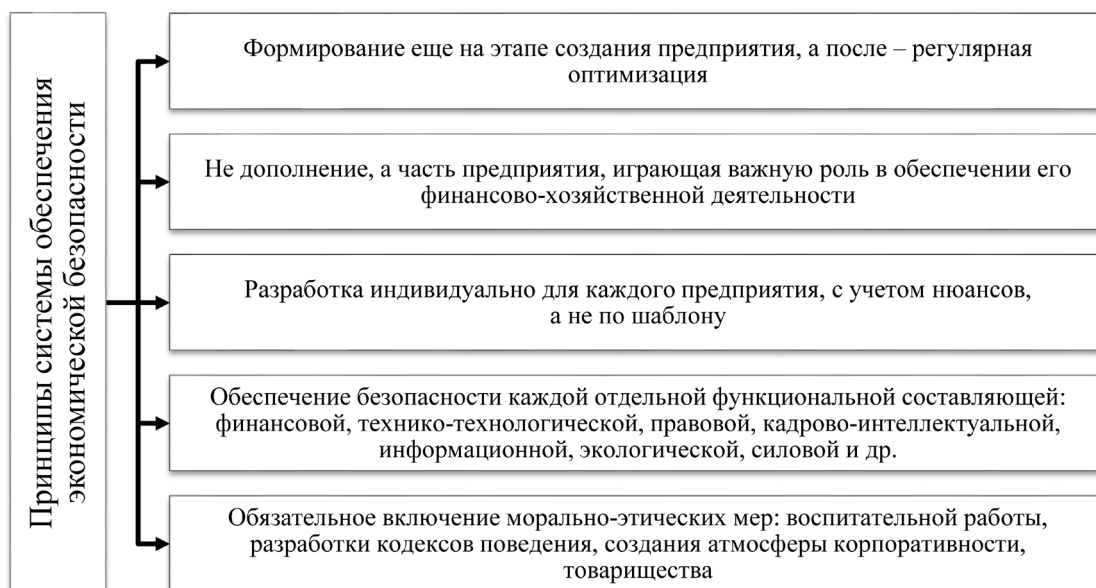 Принципы системы обеспечения
экономической безопасности
Формирование еще на этапе создания предприятия, а после – регулярная
оптимизация
Не дополнение, а часть предприятия, играющая важную роль в обеспечении его
финансово-хозяйственной деятельности
Разработка индивидуально для каждого предприятия, с учетом нюансов,
а не по шаблону
Обеспечение безопасности каждой отдельной функциональной составляющей:
финансовой, технико-технологической, правовой, кадрово-интеллектуальной,
информационной, экологической, силовой и др.
Обязательное включение морально-этических мер: воспитательной работы,
разработки кодексов поведения, создания атмосферы корпоративности,
товарищества